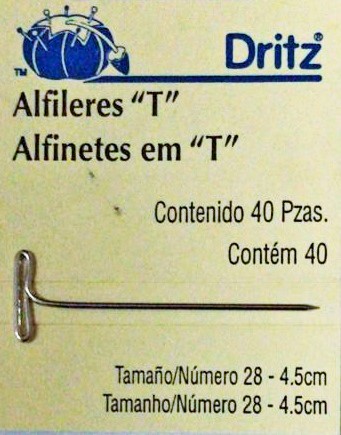 Dritz®
TM
Alfileres “T”
Alfinetes em “T”
Contenido 40 Pzas.
Contém 40
Tamaño/Número 28 - 4.5cm
Tamanho/Número 28 - 4.5cm